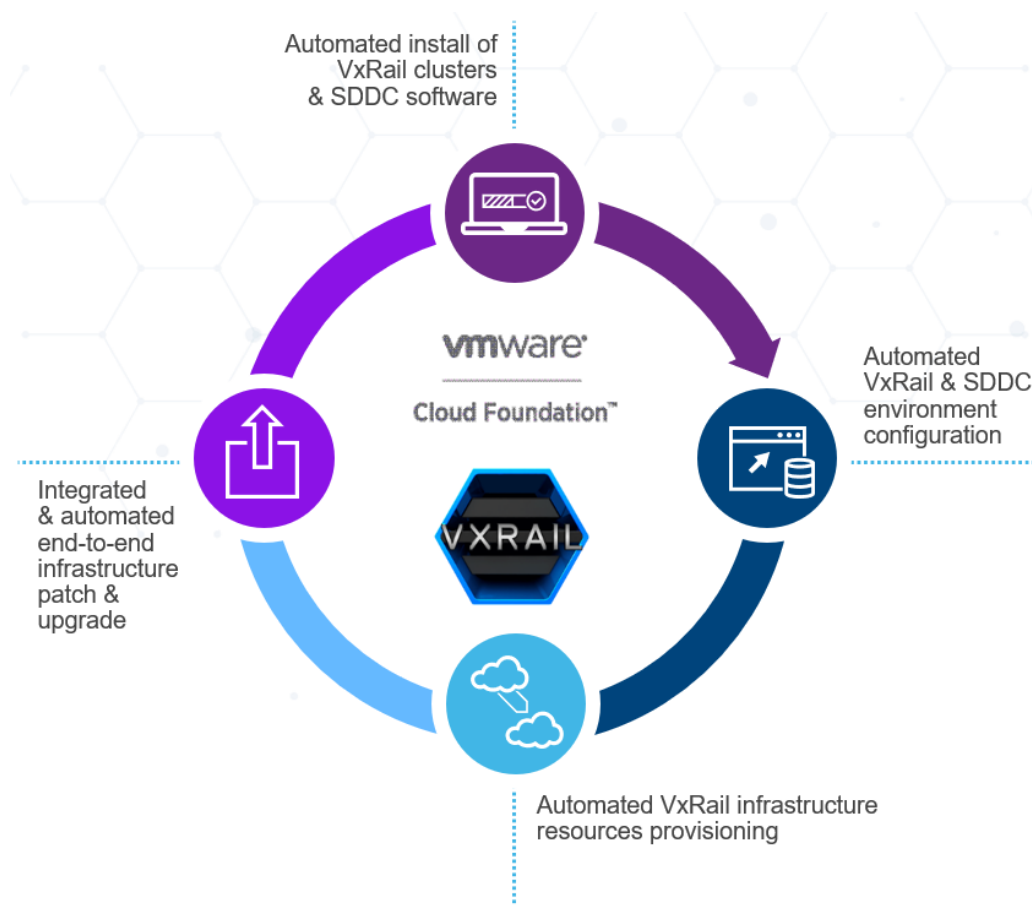 Automated install of
VxRail clusters
& SDDC software
vmware®
Cloud Foundation™
Automated
VxRail & SDDC
environment
configuration
VXRAIL
Integrated
& automated
end-to-end
infrastructure
patch &
upgrade
Automated VxRail infrastructure
resources provisioning